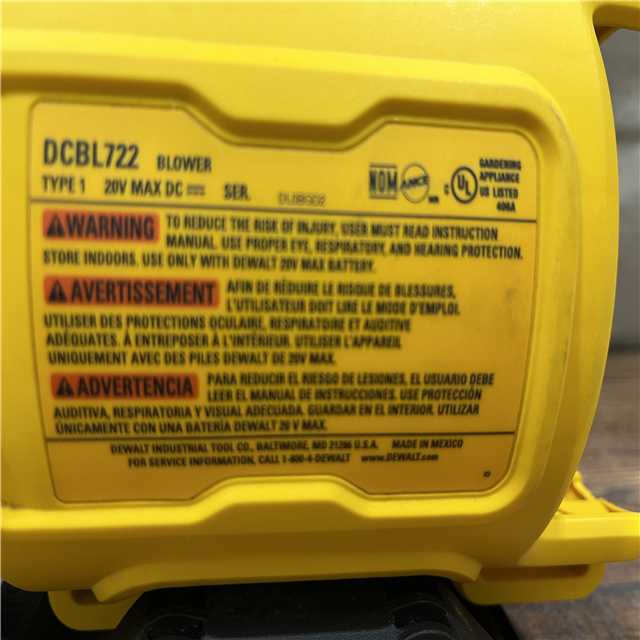 DCBL722 BLOWER
TYPE 1 20V MAX DC SER.
NOM ANCE
C UL US LISTED
GARDENING
APPLIANCE
406A
WARNING TO REDUCE THE RISK OF INJURY, USER MUST READ INSTRUCTION
MANUAL. USE PROPER EYE, RESPIRATORY, AND HEARING PROTECTION.
STORE INDOORS. USE ONLY WITH DEWALT 20V MAX BATTERY.
AVERTISSEMENT AFIN DE RÉDUIRE LE RISQUE DE BLESSURES,
L'UTILISATEUR DOIT LIRE LE MODE D'EMPLOI.
UTILISER DES PROTECTIONS OCULAIRE, RESPIRATOIRE ET AUDITIVE
ADÉQUATES. À ENTREPOSER À L'INTÉRIEUR. UTILISER L'APPAREIL
UNIQUEMENT AVEC DES PILES DEWALT DE 20V MAX.
ADVERTENCIA PARA REDUCIR EL RIESGO DE LESIONES, EL USUARIO DEBE
LEER EL MANUAL DE INSTRUCCIONES. USE PROTECCIÓN
AUDITIVA, RESPIRATORIA Y VISUAL ADECUADA. GUARDAR EN EL INTERIOR. UTILIZAR
ÚNICAMENTE CON UNA BATERÍA DEWALT 20 V MAX.
DEWALT INDUSTRIAL TOOL CO., BALTIMORE, MD 21286 U.S.A. MADE IN MEXICO
FOR SERVICE INFORMATION, CALL 1-800-4-DEWALT www.DEWALT.com